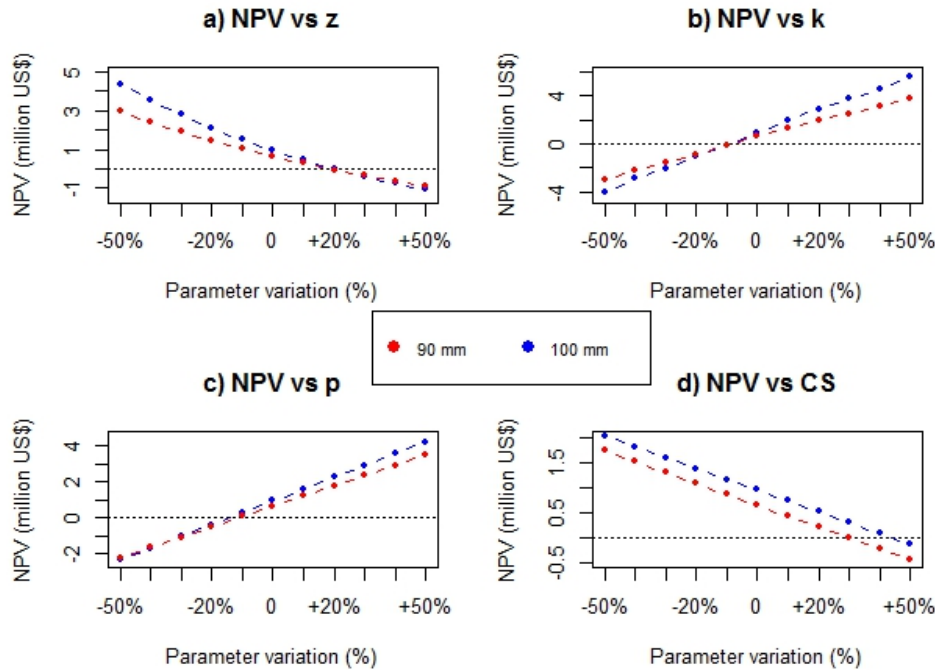 a) NPV vs z
NPV (million US$)
5
3
1
-1
-50%
-20%
0
+20%
+50%
Parameter variation (%)
b) NPV vs k
NPV (million US$)
4
0
-4
-50%
-20%
0
+20%
+50%
Parameter variation (%)
90 mm
100 mm
c) NPV vs p
NPV (million US$)
4
2
0
-2
-50%
-20%
0
+20%
+50%
Parameter variation (%)
d) NPV vs CS
NPV (million US$)
1.5
0.5
-0.5
-50%
-20%
0
+20%
+50%
Parameter variation (%)